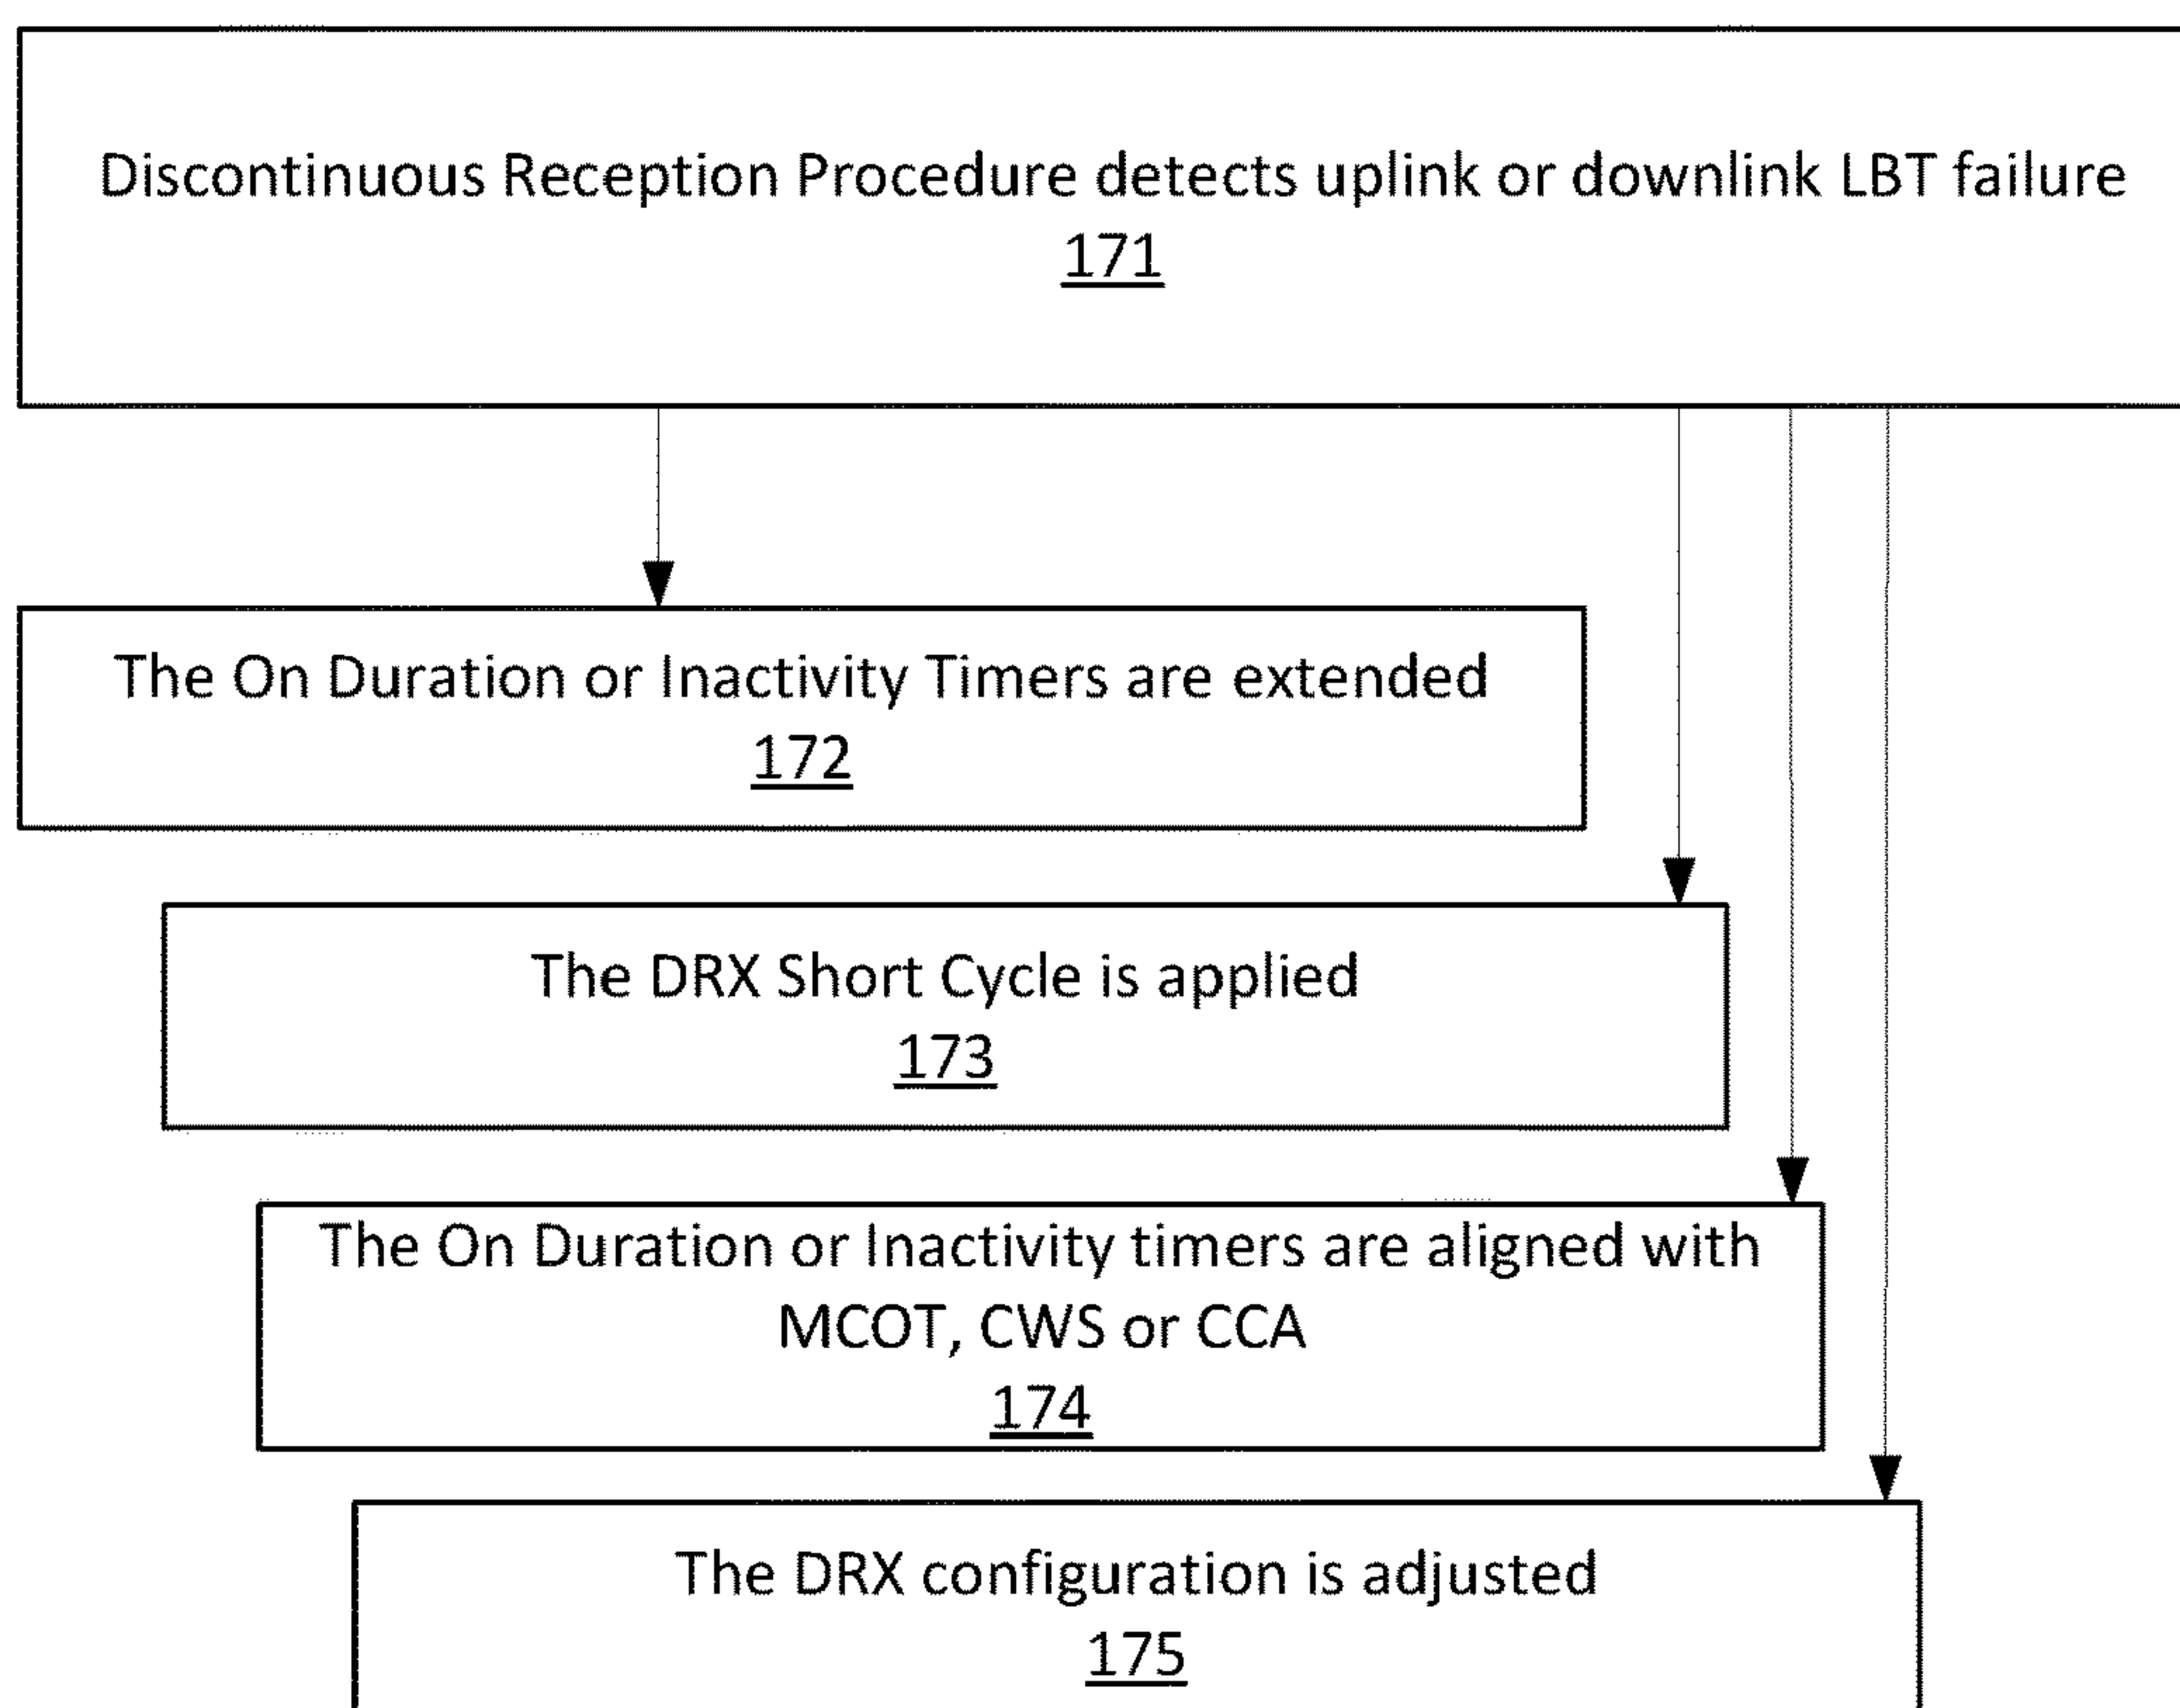 Discontinuous Reception Procedure detects uplink or downlink LBT failure
171
The On Duration or Inactivity Timers are extended
172
The DRX Short Cycle is applied
173
The On Duration or Inactivity timers are aligned with
MCOT, CWS or CCA
174
The DRX configuration is adjusted
175